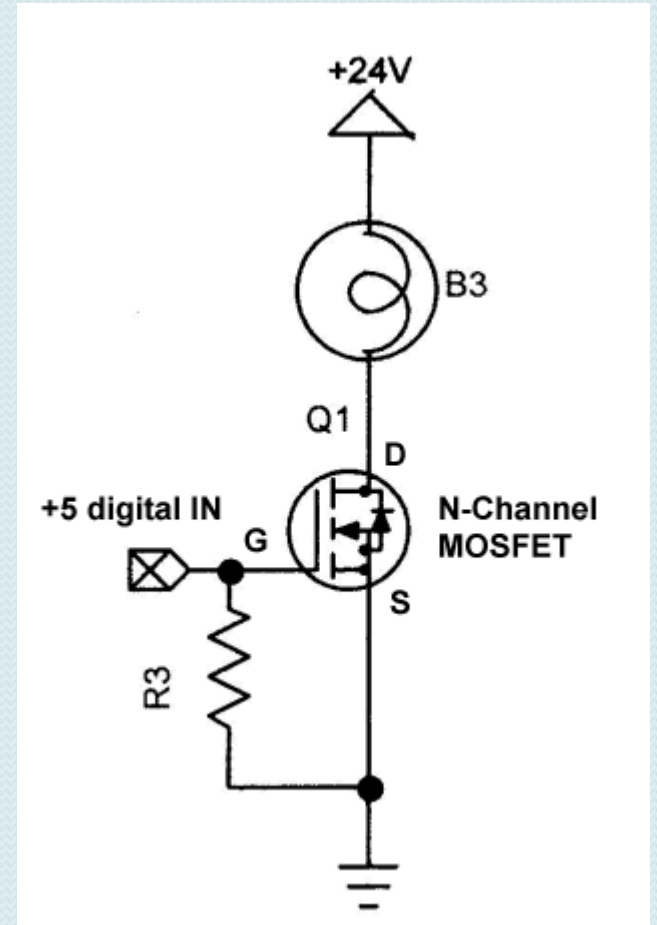 +24V
B3
Q1
D
+5 digital IN
G
N-Channel
MOSFET
S
R3